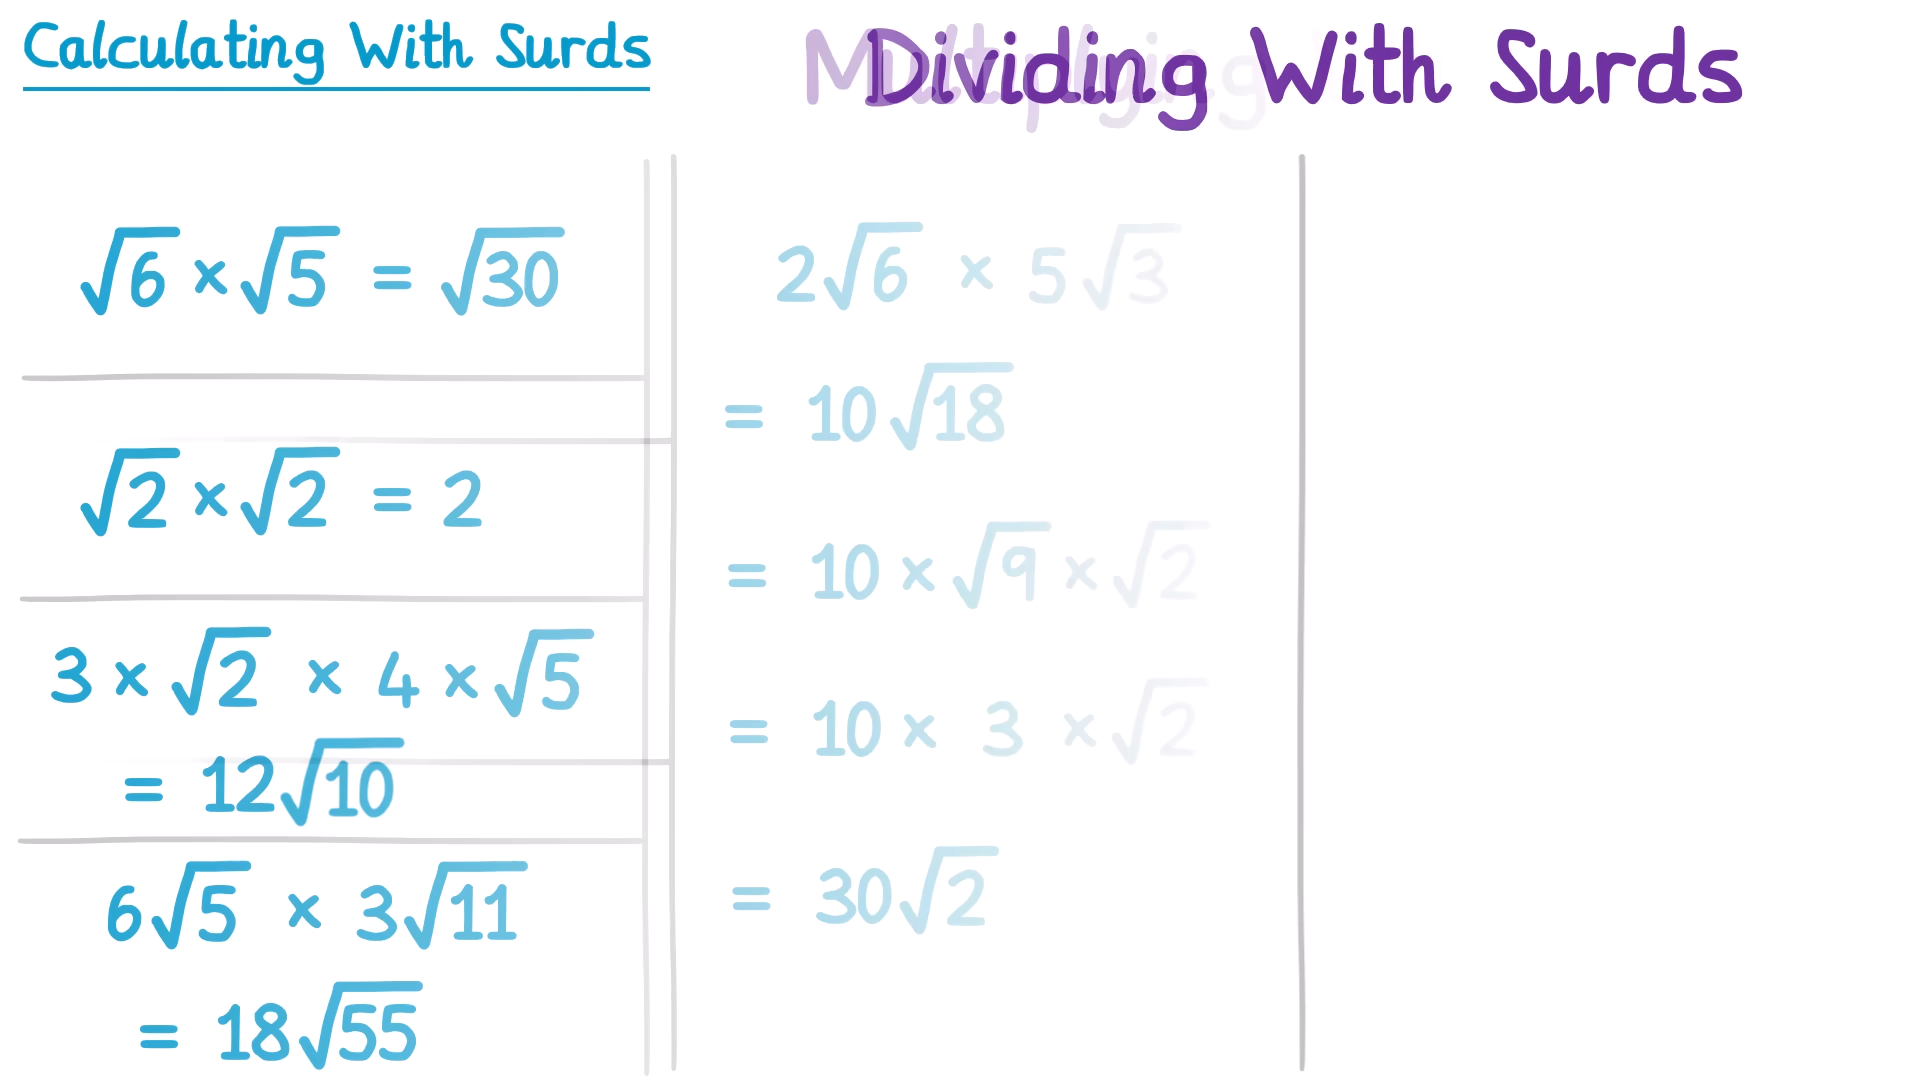 Calculating With Surds
Multiplying
Dividing With Surds
√6 × √5 = √30
√2 × √2 = 2
3 × √2 × 4 × √5
= 12√10
6√5 × 3√11
= 18√55
2√6 × 5√3
= 10√18
= 10 × √9 × √2
= 10 × 3 × √2
= 30√2